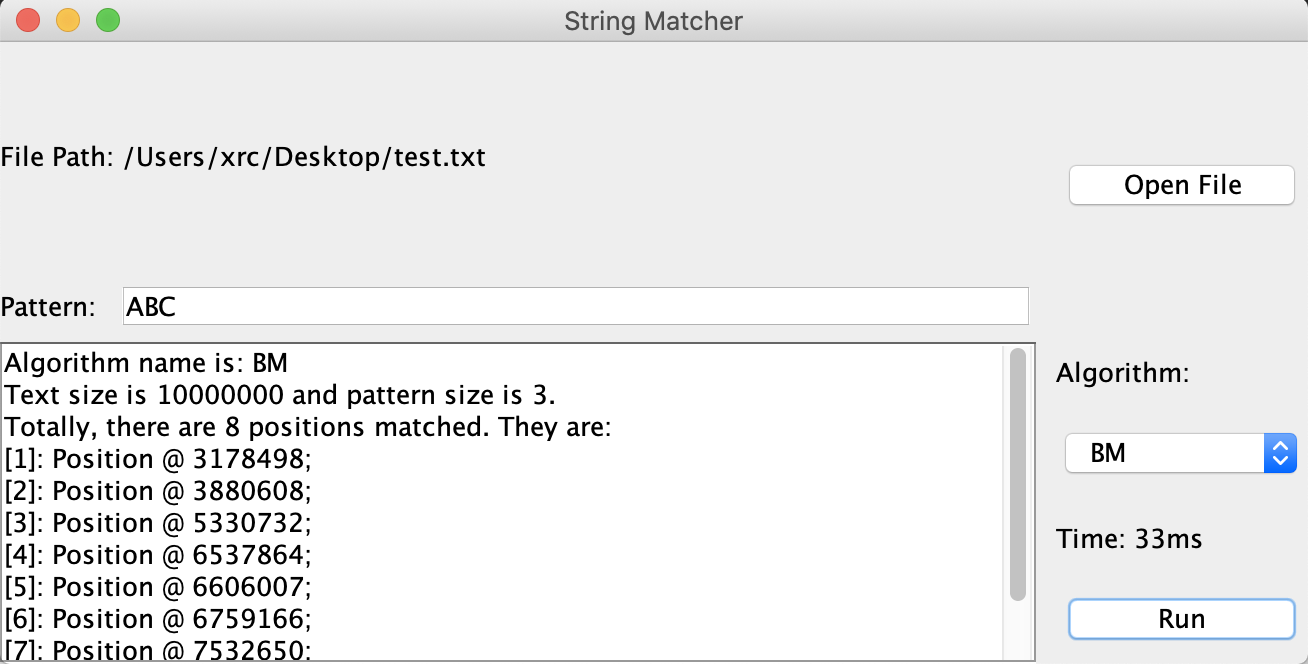 String Matcher
File Path: /Users/xrc/Desktop/test.txt
Open File
Pattern: ABC
Algorithm name is: BM
Text size is 10000000 and pattern size is 3.
Totally, there are 8 positions matched. They are:
[1]: Position @ 3178498;
[2]: Position @ 3880608;
[3]: Position @ 5330732;
[4]: Position @ 6537864;
[5]: Position @ 6606007;
[6]: Position @ 6759166;
[7]: Position @ 7532650;
Algorithm:
BM
Time: 33ms
Run